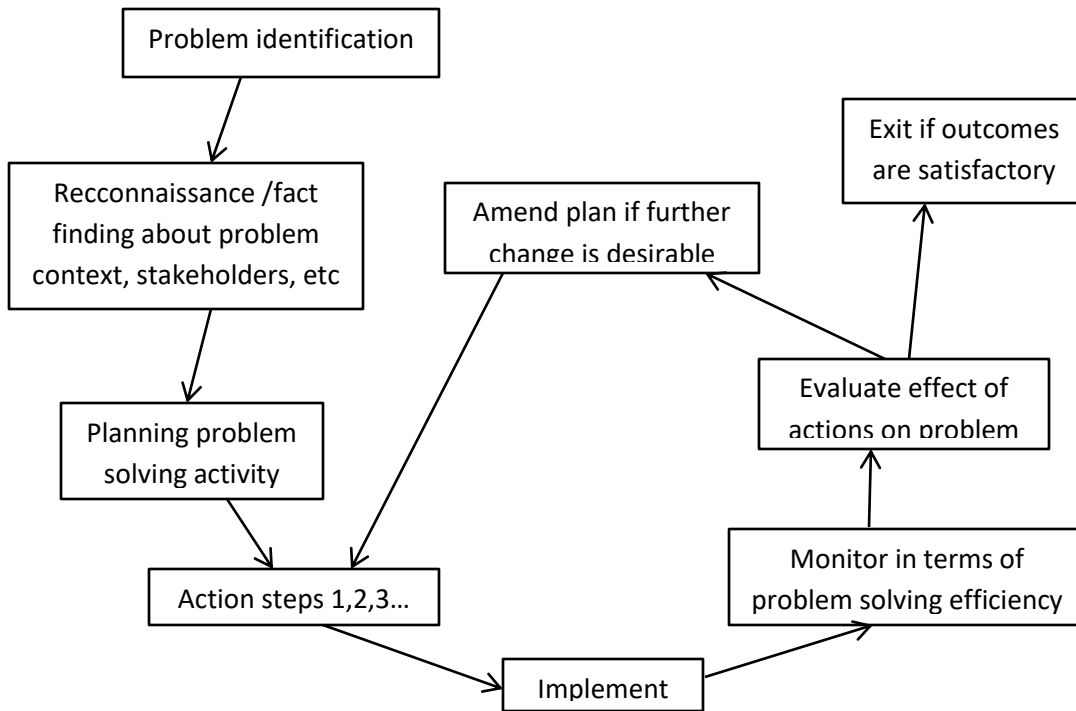 Problem identification
Recconnaissance /fact
finding about problem
context, stakeholders, etc
Planning problem
solving activity
Action steps 1,2,3…
Implement
Monitor in terms of
problem solving efficiency
Evaluate effect of
actions on problem
Amend plan if further
change is desirable
Exit if outcomes
are satisfactory